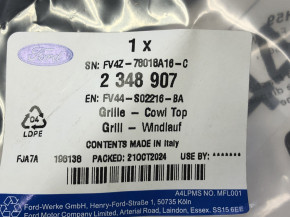 1 x
Ford
SN: FV4Z-78018A16-C
2 348 907
EN: FV44-S02216-BA
Grille - Cowl Top
Grill - Windlauf
04
LDPE
CONTENTS MADE IN Italy
FJA7A 198138 PACKED: 21OCT2024 USE BY: *******
A4LPMS NO. MFL001
Ford-Werke GmbH, Henry-Ford-Straße 1, 50735 Köln
Ford Motor Company Limited, Arterial Road, Laindon, Essex, SS15 6EE